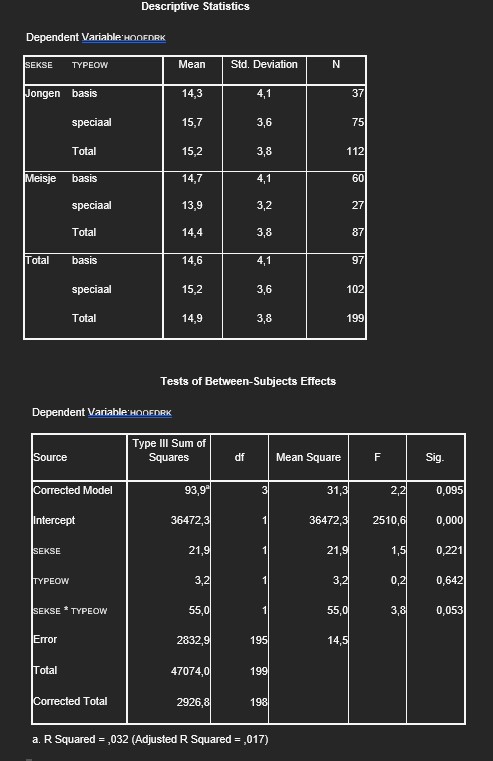 Descriptive Statistics
Dependent Variable:HOOFDRK
SEKSE TYPEOW Mean Std. Deviation N
Jongen basis 14,3 4,1 37
speciaal 15,7 3,6 75
Total 15,2 3,8 112
Meisje basis 14,7 4,1 60
speciaal 13,9 3,2 27
Total 14,4 3,8 87
Total basis 14,6 4,1 97
speciaal 15,2 3,6 102
Total 14,9 3,8 199
Tests of Between-Subjects Effects
Dependent Variable:HOOFDRK
Source Type III Sum of Squares df Mean Square F Sig.
Corrected Model 93,9a 3 31,3 2,2 0,095
Intercept 36472,3 1 36472,3 2510,6 0,000
SEKSE 21,9 1 21,9 1,5 0,221
TYPEOW 3,2 1 3,2 0,2 0,642
SEKSE * TYPEOW 55,0 1 55,0 3,8 0,053
Error 2832,9 195 14,5
Total 47074,0 199
Corrected Total 2926,8 198
a. R Squared = ,032 (Adjusted R Squared = ,017)